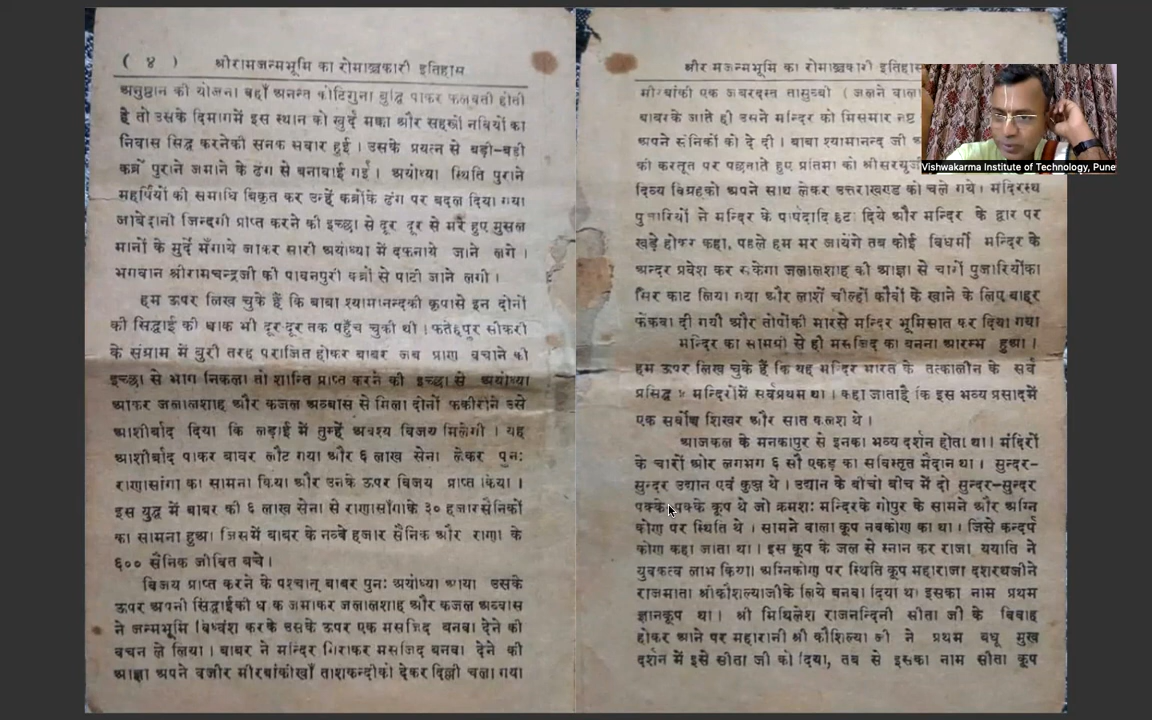 ( ४ ) श्रीरामजन्मभूमि का रोमाञ्चकारी इतिहास
अनुष्ठान की योजना वहाँ अनन्त कोटिगुना बुद्धि पाकर फलवती होती
है तो उसके दिमागमें इस स्थान को खुर्द मक्का और सहस्रों नबियों का
निवास सिद्ध करनेकी सनक सवार हुई । उसके प्रयत्न से बड़ी-बड़ी
कब्रें पुराने जमाने के ढंग से बनवाई गईं । अयोध्या स्थिति पुराने
महर्षियों की समाधि विकृत कर उन्हें कब्रोंके ढंग पर बदल दिया गया
जिन्दगी प्राप्त करने की इच्छा से दूर दूर से मरे हुए मुसल
मानों के मुर्दे मँगाये जाकर सारी अयोध्या में दफनाये जाने लगे ।
भगवान श्रीरामचन्द्रजी की पावनपुरी कब्रों से पाटी जाने लगी ।
हम ऊपर लिख चुके हैं कि बाबा श्यामानन्दकी कृपासे इन दोनों
की सिद्धाई की धाक भी दूर-दूर तक पहुँच चुकी थी । फतेहपुर सीकरी
के संग्राम में बुरी तरह पराजित होकर बाबर जब प्राण बचाने की
इच्छा से भाग निकला तो शान्ति प्राप्त करने की इच्छा से अयोध्या
आकर जलालशाह और कजल अब्बास से मिला दोनों फकीरोंने उसे
आशीर्बाद दिया कि लड़ाई में तुम्हें अवश्य विजय मिलेगी । यह
आशीर्बाद पाकर बाबर लौट गया और ६ लाख सेना लेकर पुन:
राणासांगा का सामना किया और उनके ऊपर विजय प्राप्त किया ।
इस युद्ध में बाबर की ६ लाख सेना से राणासाँगाके ३० हजारसैनिकों
का सामना हुआ जिसमें बाबर के नव्वे हजार सैनिक और राणा के
६०० सैनिक जीवित बचे ।
विजय प्राप्त करने के पश्चात् बाबर पुन: अयोध्या आया उसके
ऊपर अपनी सिद्धाईकी धाक जमाकर जलालशाह और कजल अब्बास
ने जन्मभूमि विध्वंश करके उसके ऊपर एक मसजिद बनवा देने की
वचन ले लिया । बाबर ने मन्दिर गिराकर मसजिद बनवा देने की
आज्ञा अपने वजीर मीरबांकीखाँ ताशकन्दीको देकर दिल्ली चला गया
मजन्मभूमि का रोमाञ्चकारी इतिहास
मीरबांकी एक जबरदस्त तासुब्बी ( जलने वाला
बाबरके जाते ही उसने मन्दिर को मिसमार
अपने सनिकों को दे दी । बाबा श्यामानन्द जी
की करतूत पर पछताते हुए प्रतिमा को श्रीसरयू
दिव्य विग्रहको अपने साथ लेकर उत्तराखण्ड को चले गये । मंदिरस्थ
पुजारियों ने मन्दिर के पार्षदादि हटा दिये और मन्दिर के द्वार पर
खड़े होकर कहा, पहले हम मर जायंगे तब कोई विधर्मी मन्दिर के
अन्दर प्रवेश कर सकेगा जलालशाह की आज्ञा से चारों पुजारियोंका
सिर काट लिया गया और लाशें चील्हों कौवों के खाने के लिए बाहर
फेंकवा दी गयी और तोपोंकी मारसे मन्दिर भूमिसात कर दिया गया
मन्दिर का सामग्री से ही मसजिद का बनना आरम्भ हुआ ।
हम ऊपर लिख चुके हैं कि यह मन्दिर भारत के तत्कालीन के सर्व
प्रसिद्ध ४ मन्दिरोंमें सर्वप्रथम था । कहा जाताहै कि इस भव्य प्रसादमें
एक सर्वोच्च शिखर और सात कलश थे ।
आजकल के मनकापुर से इनका भव्य दर्शन होता था । मंदिरों
के चारों ओर लगभग ६ सौ एकड़ का सविस्तृत मैदान था । सुन्दर-
सुन्दर उद्यान एवं कुञ्ज थे । उद्यान के बीचो बीच में दो सुन्दर-सुन्दर
पक्के पक्के कूप थे जो क्रमश: मन्दिरके गोपुर के सामने और अग्नि
कोण पर स्थिति थे । सामने वाला कूप नवकोण का था । जिसे कन्दर्प
कोण कहा जाता था । इस कूप के जल से स्नान कर राजा ययाति ने
युवकत्व लाभ किया। अग्निकोण पर स्थिति कूप महाराजा दशरथजीने
राजमाता श्रीकौशल्याजीके लिये बनवा दिया था इसका नाम प्रथम
ज्ञानकूप था । श्री मिथिलेश राजनन्दिनी सीता जी के विवाह
होकर आने पर महारानी श्री कौशिल्या जी ने प्रथम बधू मुख
दर्शन में इसे सीता जी को दिया, तब से इसका नाम सीता कूप
Vishwakarma Institute of Technology, Pune